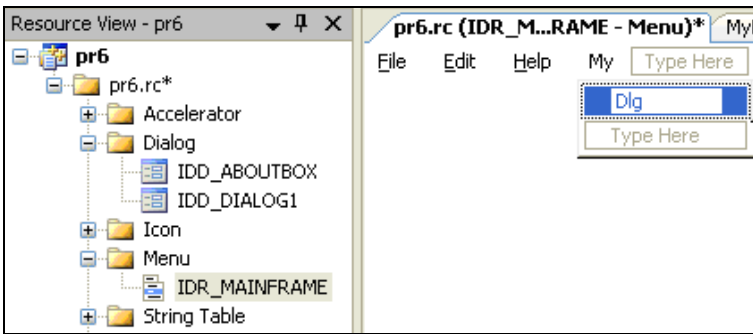 Resource View - pr6
pr6
pr6.rc*
Accelerator
Dialog
IDD_ABOUTBOX
IDD_DIALOG1
Icon
Menu
IDR_MAINFRAME
String Table
pr6.rc (IDR_M...RAME - Menu)*
File Edit Help My Type Here
Dlg
Type Here